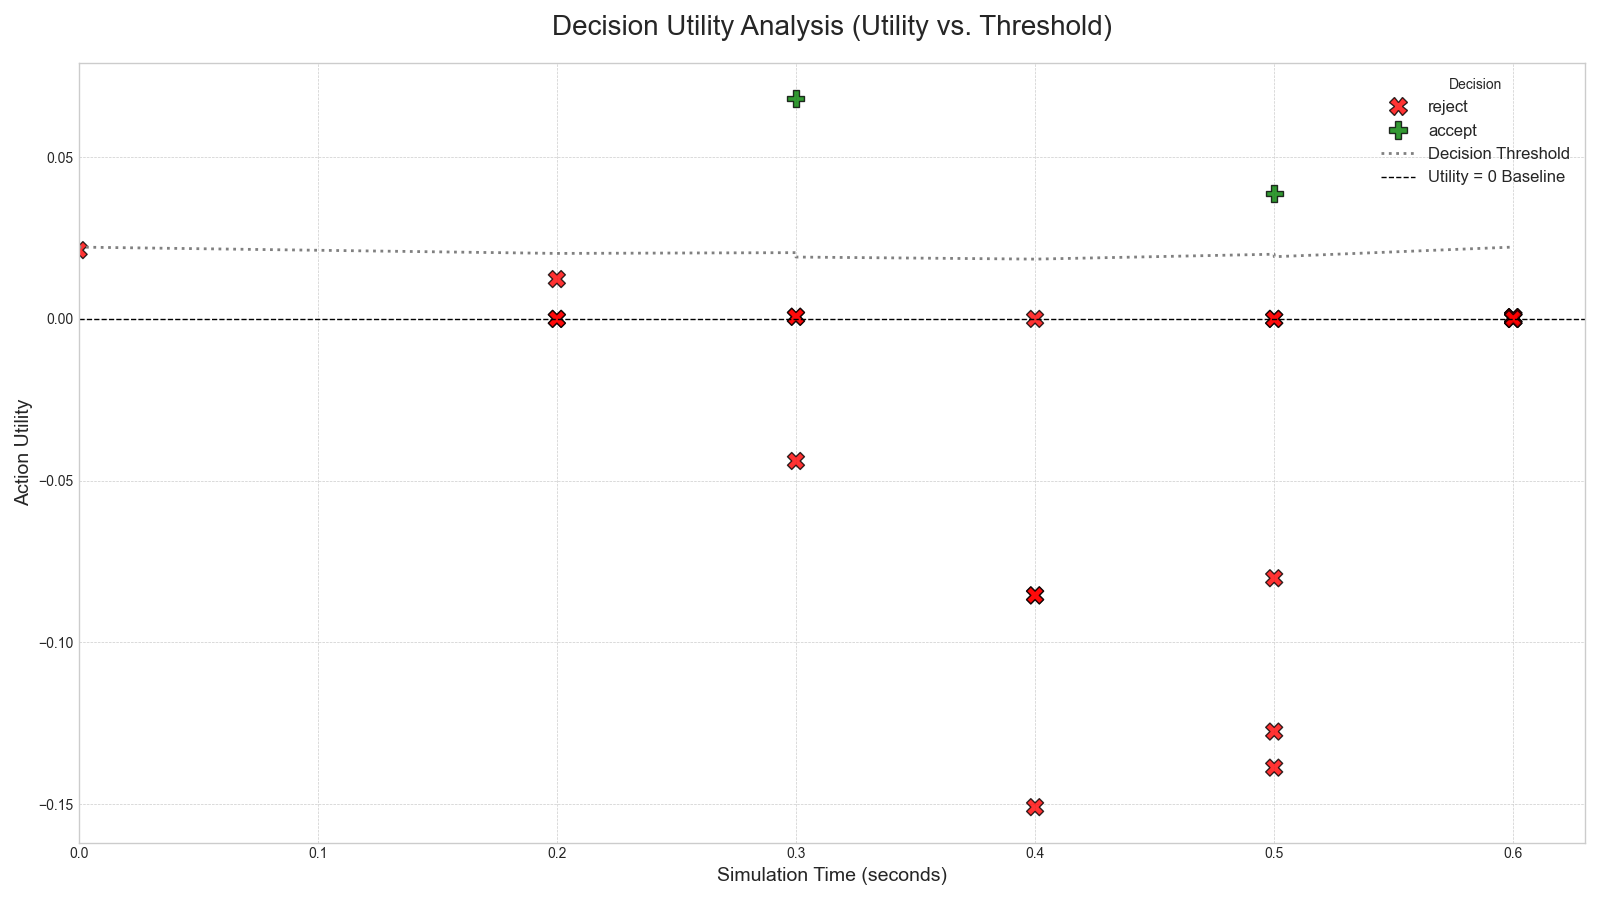 Decision Utility Analysis (Utility vs. Threshold)
Decision
reject
accept
Decision Threshold
Utility = 0 Baseline
Action Utility
0.05
0.00
−0.05
−0.10
−0.15
0.0 0.1 0.2 0.3 0.4 0.5 0.6
Simulation Time (seconds)